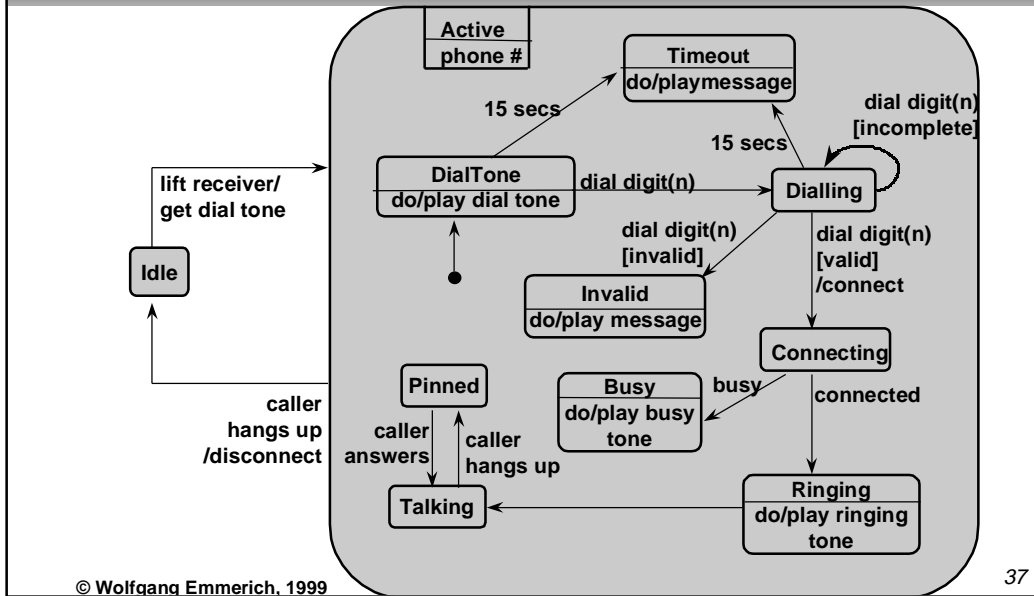 Active
phone #
Timeout
do/playmessage
15 secs
dial digit(n)
[incomplete]
15 secs
DialTone
do/play dial tone
dial digit(n)
Dialling
lift receiver/
get dial tone
Idle
dial digit(n)
[invalid]
dial digit(n)
[valid]
/connect
Invalid
do/play message
Connecting
Pinned
Busy
do/play busy
tone
busy
connected
caller
hangs up
/disconnect
caller
answers
caller
hangs up
Talking
Ringing
do/play ringing
tone
© Wolfgang Emmerich, 1999
37